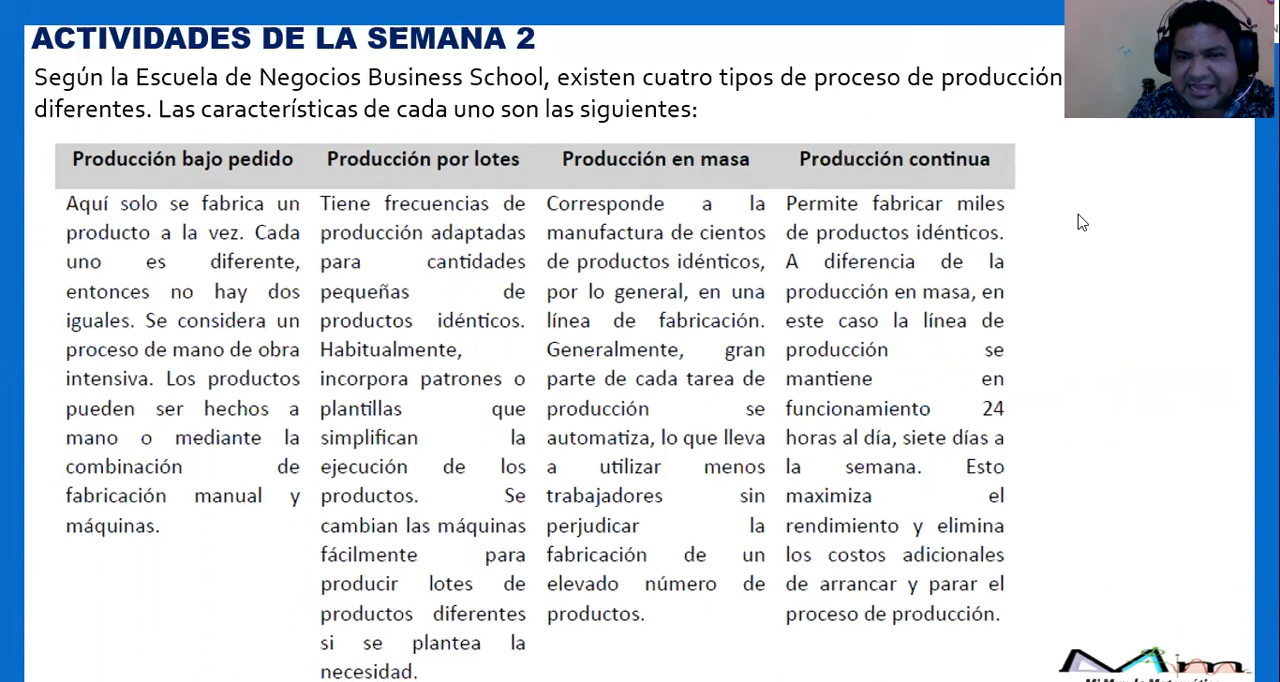 ACTIVIDADES DE LA SEMANA 2
Según la Escuela de Negocios Business School, existen cuatro tipos de proceso de producción
diferentes. Las características de cada uno son las siguientes:
Producción bajo pedido
Aquí solo se fabrica un
producto a la vez. Cada
uno es diferente,
entonces no hay dos
iguales. Se considera un
proceso de mano de obra
intensiva. Los productos
pueden ser hechos a
mano o mediante la
combinación de
fabricación manual y
máquinas.
Producción por lotes
Tiene frecuencias de
producción adaptadas
para cantidades
pequeñas de
productos idénticos.
Habitualmente,
incorpora patrones o
plantillas que
simplifican la
ejecución de los
productos. Se
cambian las máquinas
fácilmente para
producir lotes de
productos diferentes
si se plantea la
necesidad.
Producción en masa
Corresponde a la
manufactura de cientos
de productos idénticos,
por lo general, en una
línea de fabricación.
Generalmente, gran
parte de cada tarea de
producción se
automatiza, lo que lleva
a utilizar menos
trabajadores sin
perjudicar la
fabricación de un
elevado número de
productos.
Producción continua
Permite fabricar miles
de productos idénticos.
A diferencia de la
producción en masa, en
este caso la línea de
producción se
mantiene en
funcionamiento 24
horas al día, siete días a
la semana. Esto
maximiza el
rendimiento y elimina
los costos adicionales
de arrancar y parar el
proceso de producción.